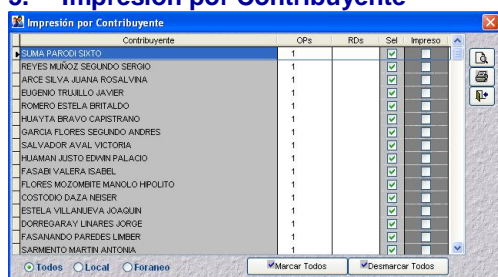 5. Impresión por Contribuyente
Impresión por Contribuyente
Contribuyente OPs RDs Sel Impreso
SUMA PARODI SIXTO 1
REYES MUÑOZ SEGUNDO SERGIO 1
ARCE SILVA JUANA ROSALVINA 1
EUGENIO TRUJILLO JAVIER 1
ROMERO ESTELA BRITALDO 1
HUAYTA BRAVO CAPISTRANO 1
GARCIA FLORES SEGUNDO ANDRES 1
SALVADOR AVAL VICTORIA 1
HUAMAN JUSTO EDWIN PALACIO 1
FASABI VALERA ISABEL 1
FLORES MOZOMBITE MANOLO HIPOLITO 1
COSTODIO DAZA NEISER 1
ESTELA VILLANUEVA JOAQUIN 1
DORREGARAY LINARES JORGE 1
FASANANDO PAREDES LIMBER 1
SARMIENTO MARTIN ANTONIA 1
Todos Local Foraneo Marcar Todos Desmarcar Todos